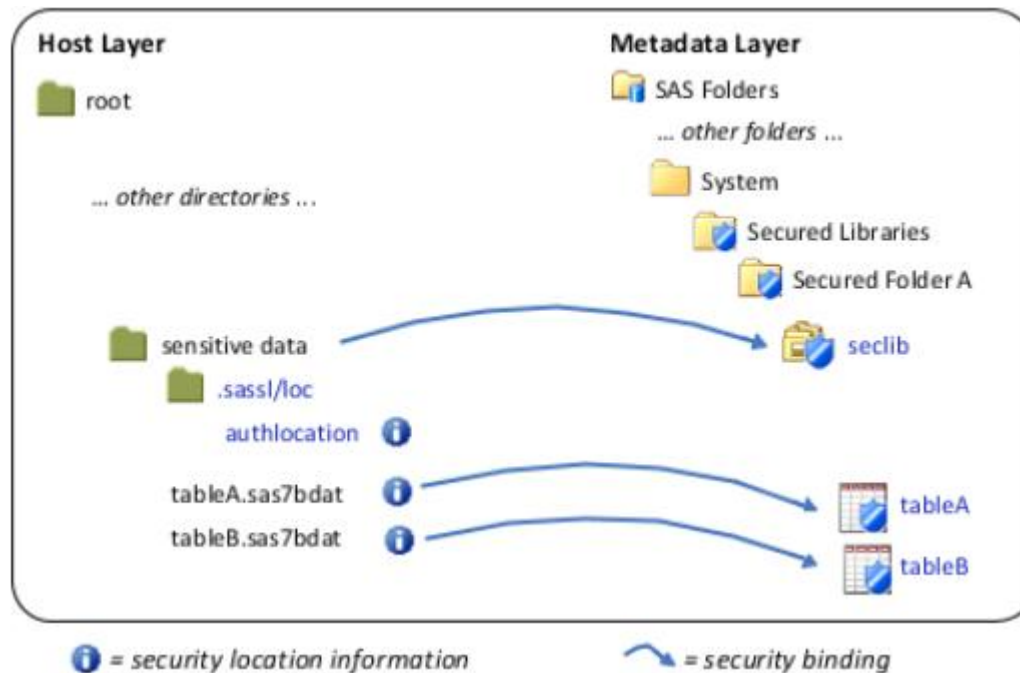 Host Layer
Metadata Layer
root
SAS Folders
... other folders ...
... other directories ...
System
Secured Libraries
Secured Folder A
sensitive data
seclib
.sassl/loc
authlocation
tableA.sas7bdat
tableA
tableB.sas7bdat
tableB
= security location information
= security binding